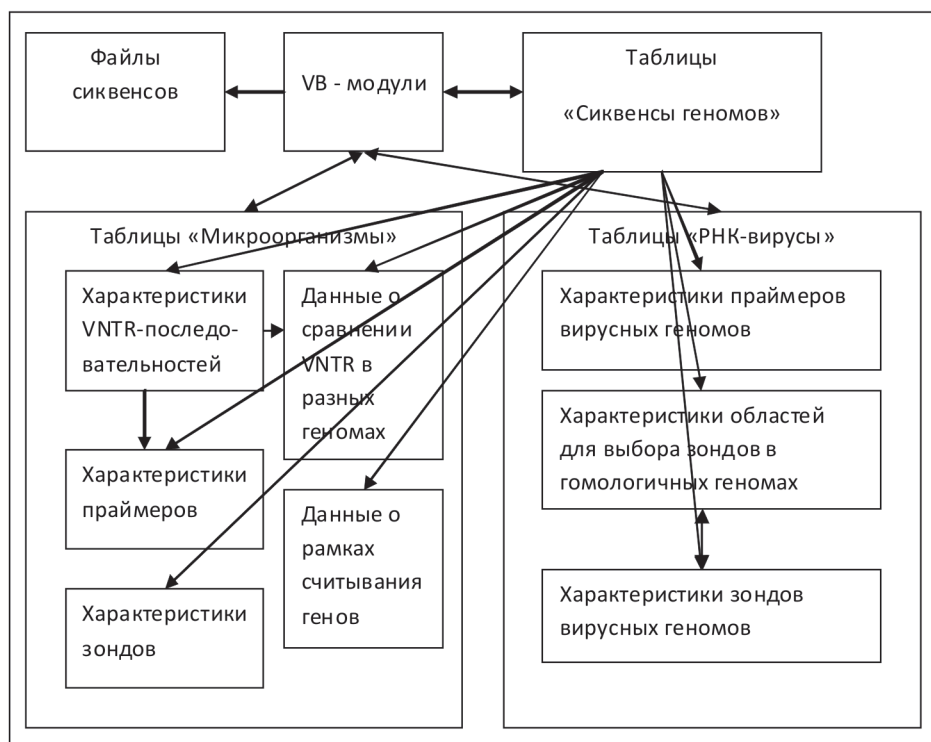 Файлы
сиквенсов
VB - модули
Таблицы
«Сиквенсы геномов»
Таблицы «Микроорганизмы»
Характеристики
VNTR-последо-
вательностей
Данные о
сравнении
VNTR в
разных
геномах
Характеристики
праймеров
Данные о
рамках
считывания
генов
Характеристики
зондов
Таблицы «РНК-вирусы»
Характеристики праймеров
вирусных геномов
Характеристики областей
для выбора зондов в
гомологичных геномах
Характеристики зондов
вирусных геномов